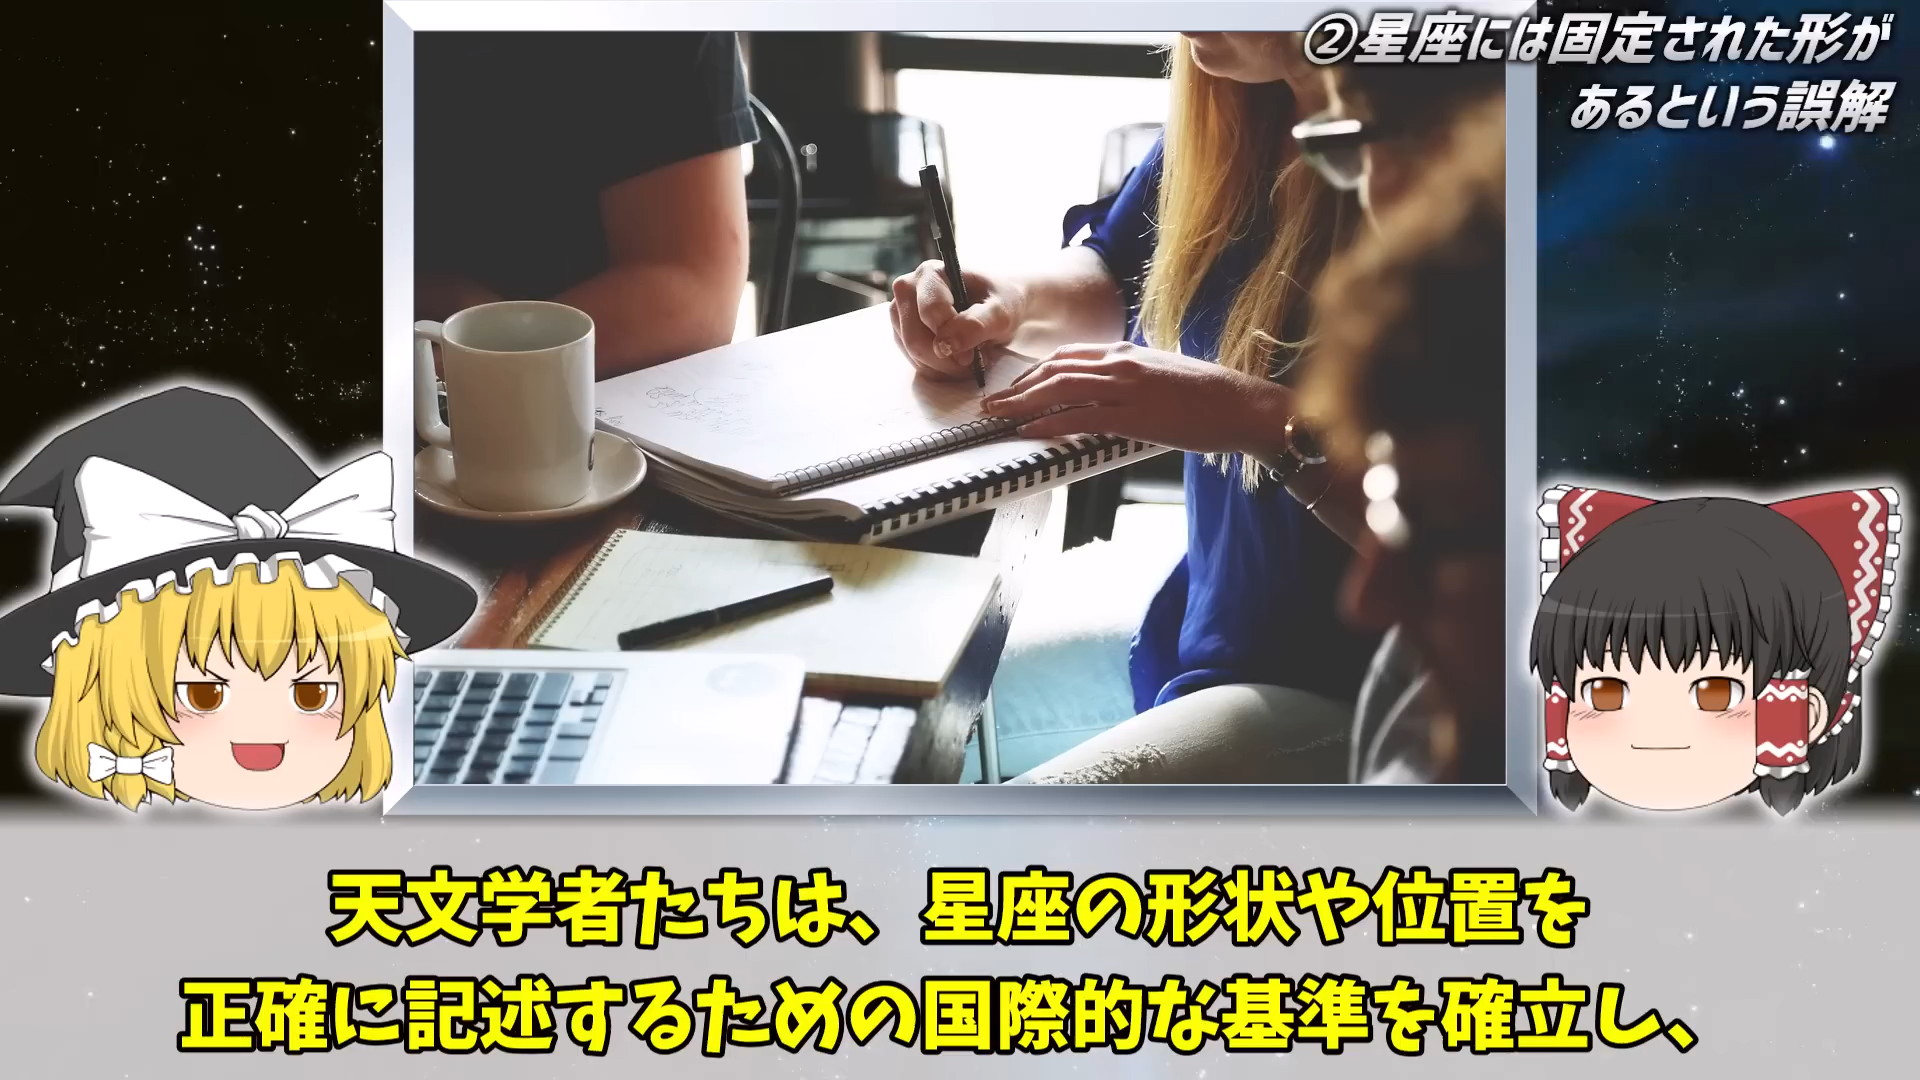 ②星座には固定された形が
あるという誤解
天文学者たちは、星座の形状や位置を
正確に記述するための国際的な基準を確立し、